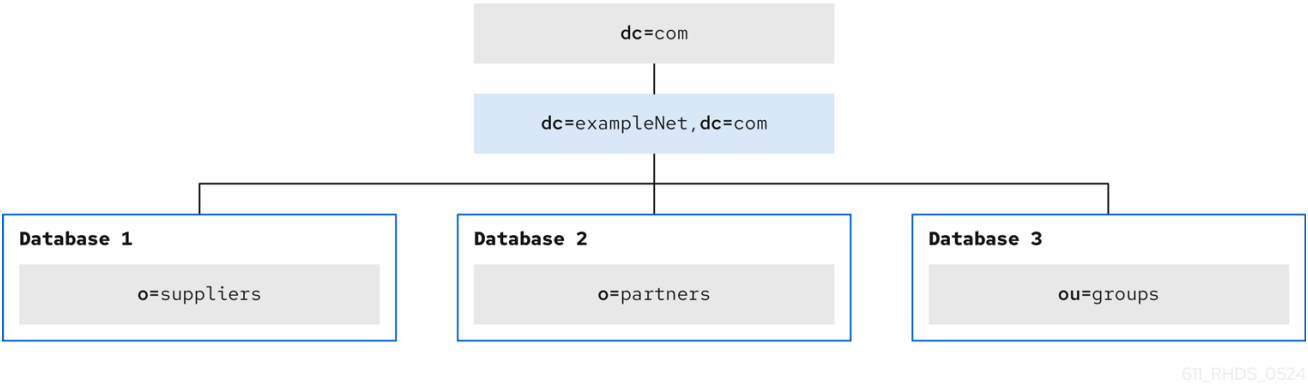 dc=com
dc=exampleNet,dc=com
Database 1
o=suppliers
Database 2
o=partners
Database 3
ou=groups
611_RHDS_0524